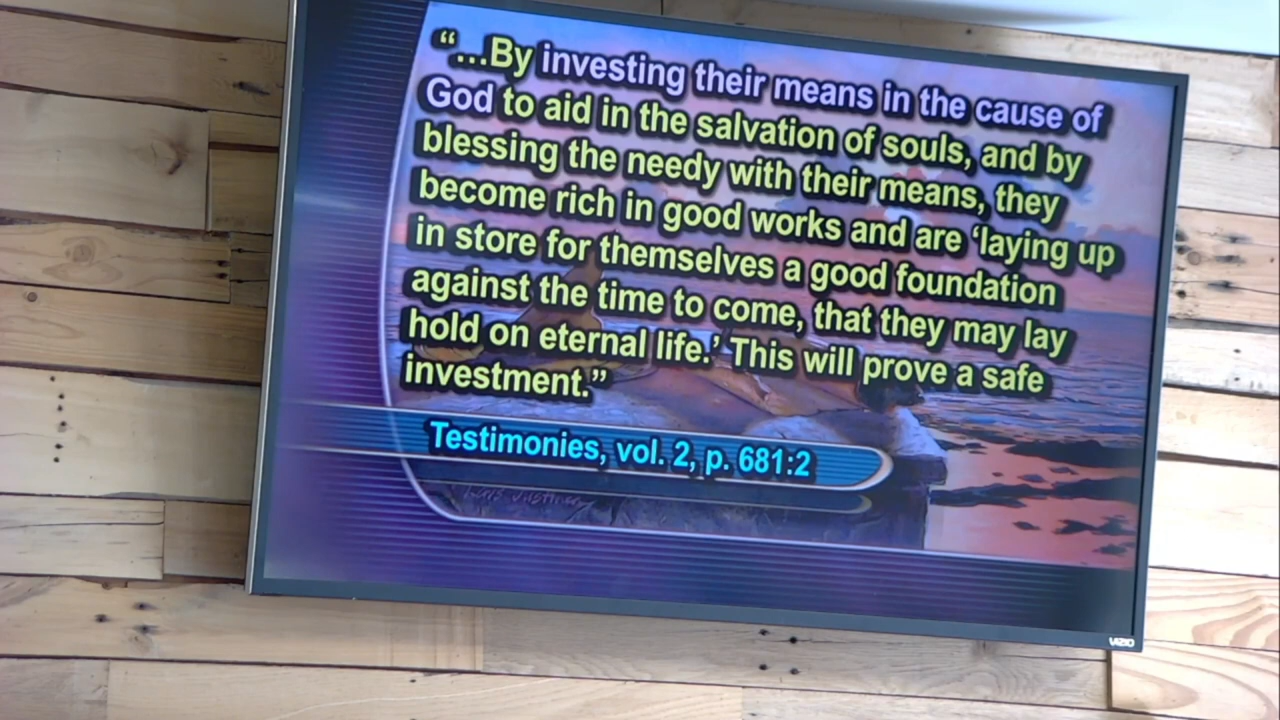 “...By investing their means in the cause of
God to aid in the salvation of souls, and by
blessing the needy with their means, they
become rich in good works and are ‘laying up
in store for themselves a good foundation
against the time to come, that they may lay
hold on eternal life.’ This will prove a safe
investment.”
Testimonies, vol. 2, p. 681:2
VIZIO